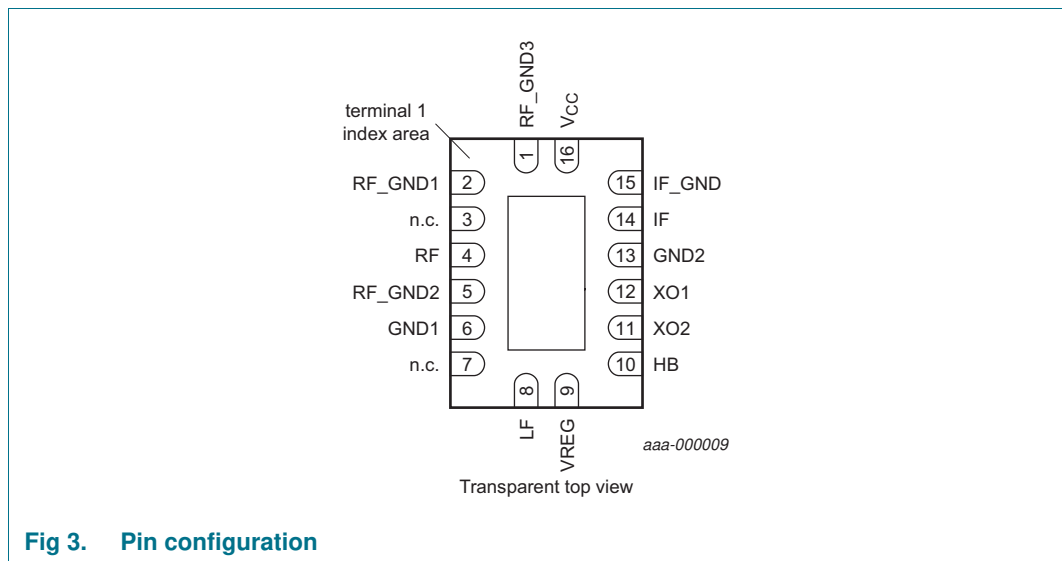 RF_GND3
VCC
terminal 1
index area
1
16
RF_GND1 2
15 IF_GND
n.c. 3
14 IF
RF 4
13 GND2
RF_GND2 5
12 XO1
GND1 6
11 XO2
n.c. 7
10 HB
8
9
LF
VREG
aaa-000009
Transparent top view
Fig 3. Pin configuration